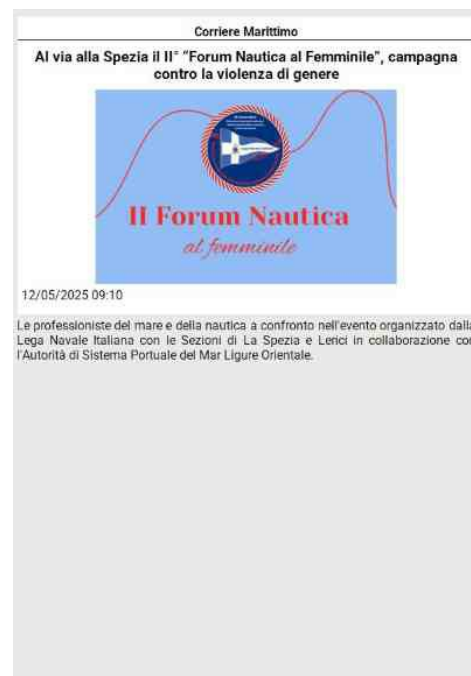 Corriere Marittimo
Al via alla Spezia il II° “Forum Nautica al Femminile”, campagna
contro la violenza di genere
II Forum Nautica
al femminile
12/05/2025 09:10
Le professioniste del mare e della nautica a confronto nell'evento organizzato dalla
Lega Navale Italiana con le Sezioni di La Spezia e Lerici in collaborazione con
l'Autorità di Sistema Portuale del Mar Ligure Orientale.